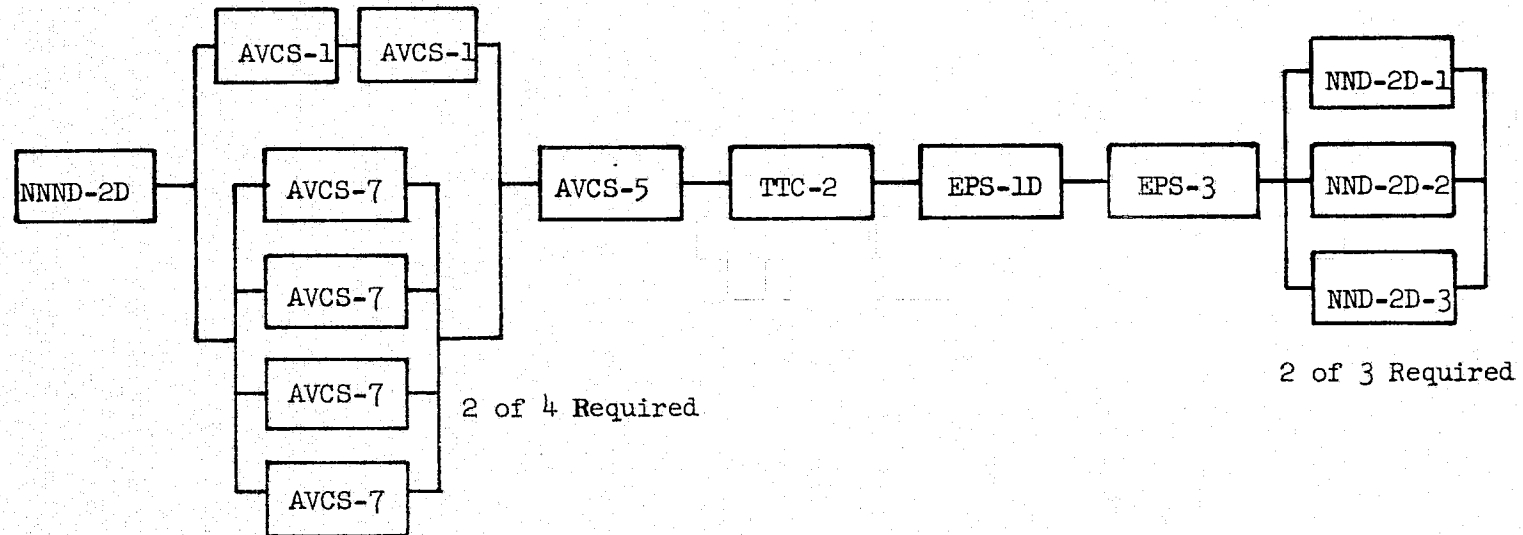 AVCS-1
AVCS-1
NNND-2D
AVCS-7
AVCS-7
AVCS-7
AVCS-7
2 of 4 Required
AVCS-5
TTC-2
EPS-1D
EPS-3
NND-2D-1
NND-2D-2
NND-2D-3
2 of 3 Required